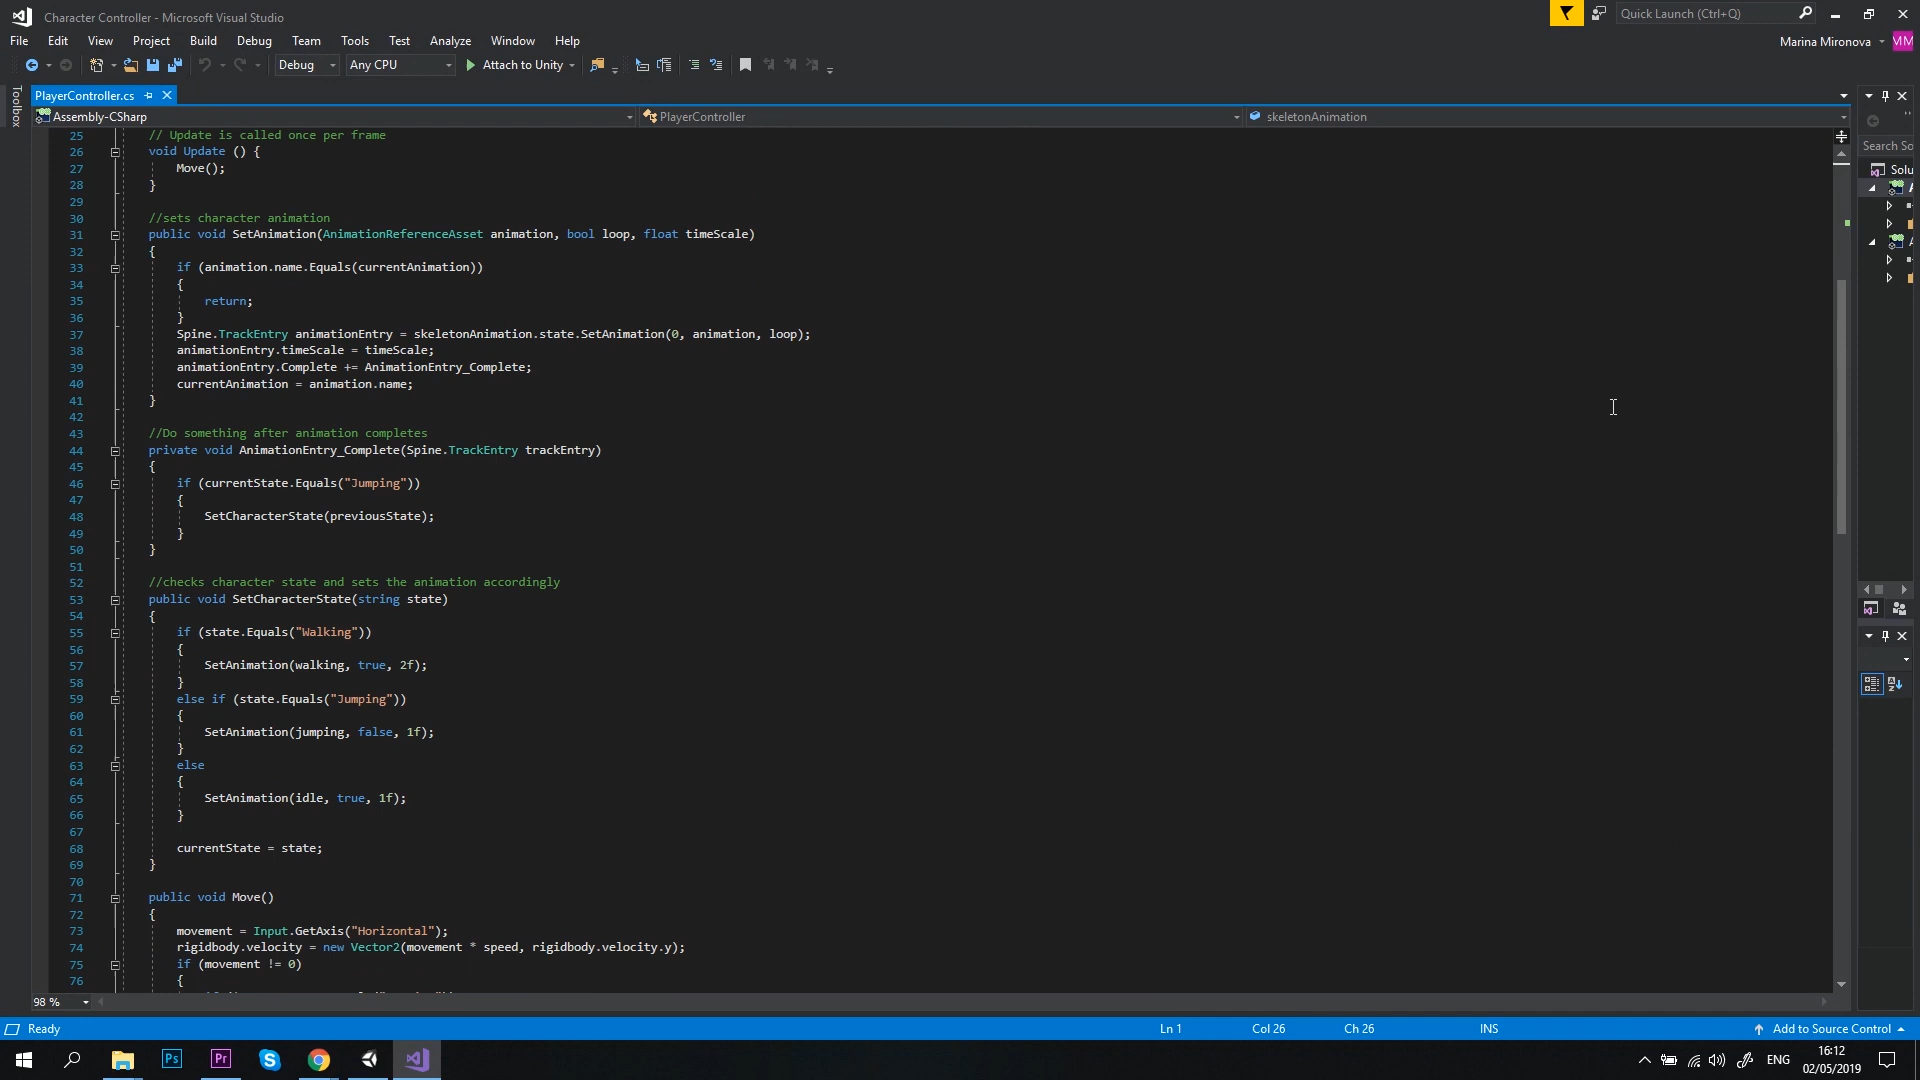 Character Controller - Microsoft Visual Studio
Quick Launch (Ctrl+Q)
File Edit View Project Build Debug Team Tools Test Analyze Window Help
Marina Mironova MM
Debug Any CPU Attach to Unity
Toolbox
PlayerController.cs
Assembly-CSharp PlayerController skeletonAnimation
Search So
Solu
25 // Update is called once per frame
26 void Update () {
27 Move();
28 }
29
30 //sets character animation
31 public void SetAnimation(AnimationReferenceAsset animation, bool loop, float timeScale)
32 {
33 if (animation.name.Equals(currentAnimation))
34 {
35 return;
36 }
37 Spine.TrackEntry animationEntry = skeletonAnimation.state.SetAnimation(0, animation, loop);
38 animationEntry.timeScale = timeScale;
39 animationEntry.Complete += AnimationEntry_Complete;
40 currentAnimation = animation.name;
41 }
42
43 //Do something after animation completes
44 private void AnimationEntry_Complete(Spine.TrackEntry trackEntry)
45 {
46 if (currentState.Equals("Jumping"))
47 {
48 SetCharacterState(previousState);
49 }
50 }
51
52 //checks character state and sets the animation accordingly
53 public void SetCharacterState(string state)
54 {
55 if (state.Equals("Walking"))
56 {
57 SetAnimation(walking, true, 2f);
58 }
59 else if (state.Equals("Jumping"))
60 {
61 SetAnimation(jumping, false, 1f);
62 }
63 else
64 {
65 SetAnimation(idle, true, 1f);
66 }
67
68 currentState = state;
69 }
70
71 public void Move()
72 {
73 movement = Input.GetAxis("Horizontal");
74 rigidbody.velocity = new Vector2(movement * speed, rigidbody.velocity.y);
75 if (movement != 0)
76 {
98 %
Ready Ln 1 Col 26 Ch 26 INS Add to Source Control
Ps Pr ENG 16:12
02/05/2019